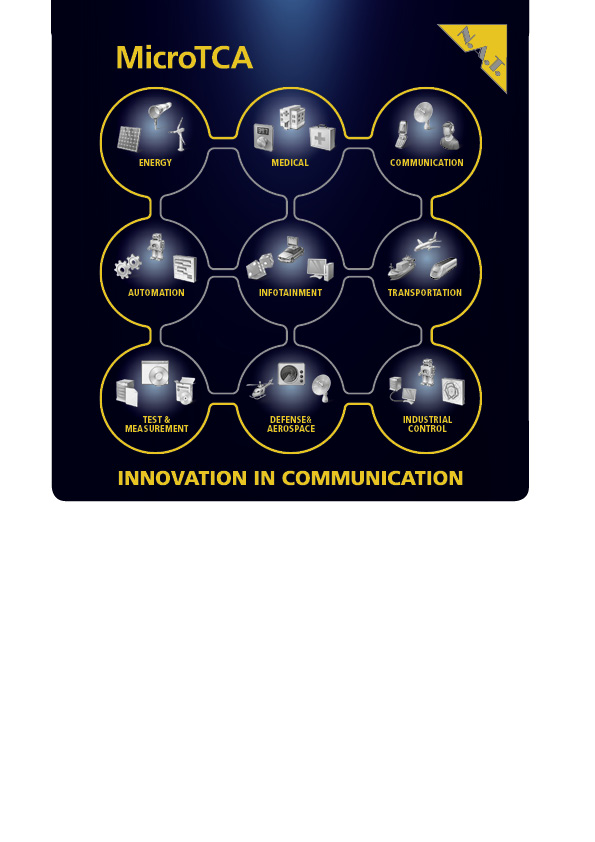 MicroTCA
N.A.T.
ENERGY
MEDICAL
COMMUNICATION
AUTOMATION
INFOTAINMENT
TRANSPORTATION
TEST &
MEASUREMENT
DEFENSE&
AEROSPACE
INDUSTRIAL
CONTROL
INNOVATION IN COMMUNICATION